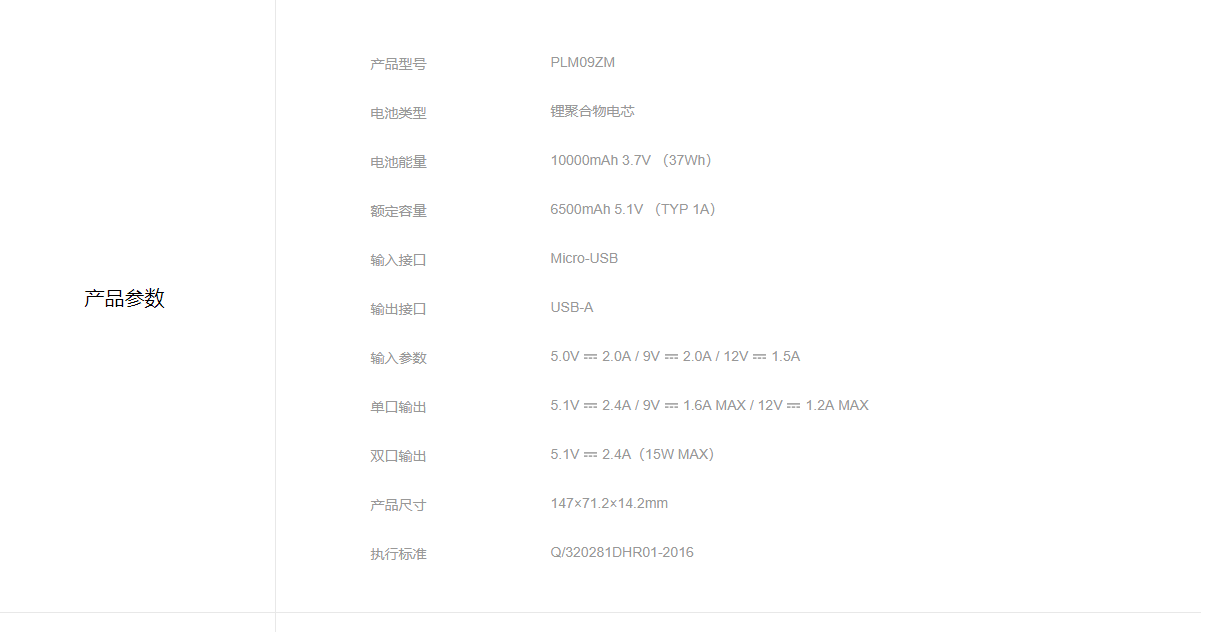 产品参数
产品型号 PLM09ZM
电池类型 锂聚合物电芯
电池能量 10000mAh 3.7V （37Wh）
额定容量 6500mAh 5.1V （TYP 1A）
输入接口 Micro-USB
输出接口 USB-A
输入参数 5.0V ⎓ 2.0A / 9V ⎓ 2.0A / 12V ⎓ 1.5A
单口输出 5.1V ⎓ 2.4A / 9V ⎓ 1.6A MAX / 12V ⎓ 1.2A MAX
双口输出 5.1V ⎓ 2.4A（15W MAX）
产品尺寸 147×71.2×14.2mm
执行标准 Q/320281DHR01-2016